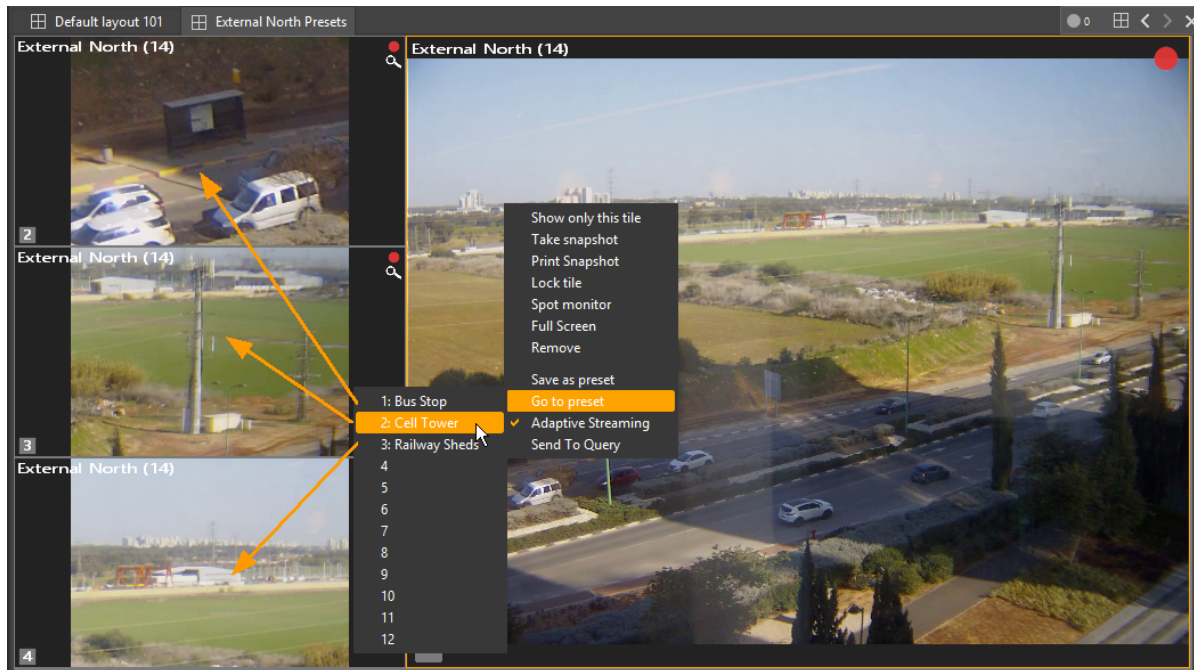 Default layout 101
External North Presets
0
External North (14)
2
External North (14)
3
External North (14)
4
External North (14)
Show only this tile
Take snapshot
Print Snapshot
Lock tile
Spot monitor
Full Screen
Remove
Save as preset
Go to preset
Adaptive Streaming
Send To Query
1: Bus Stop
2: Cell Tower
3: Railway Sheds
4
5
6
7
8
9
10
11
12